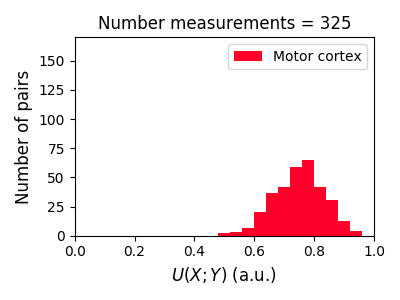 Number measurements = 325
Motor cortex
Number of pairs
150
125
100
75
50
25
0
0.0 0.2 0.4 0.6 0.8 1.0
U(X; Y) (a.u.)